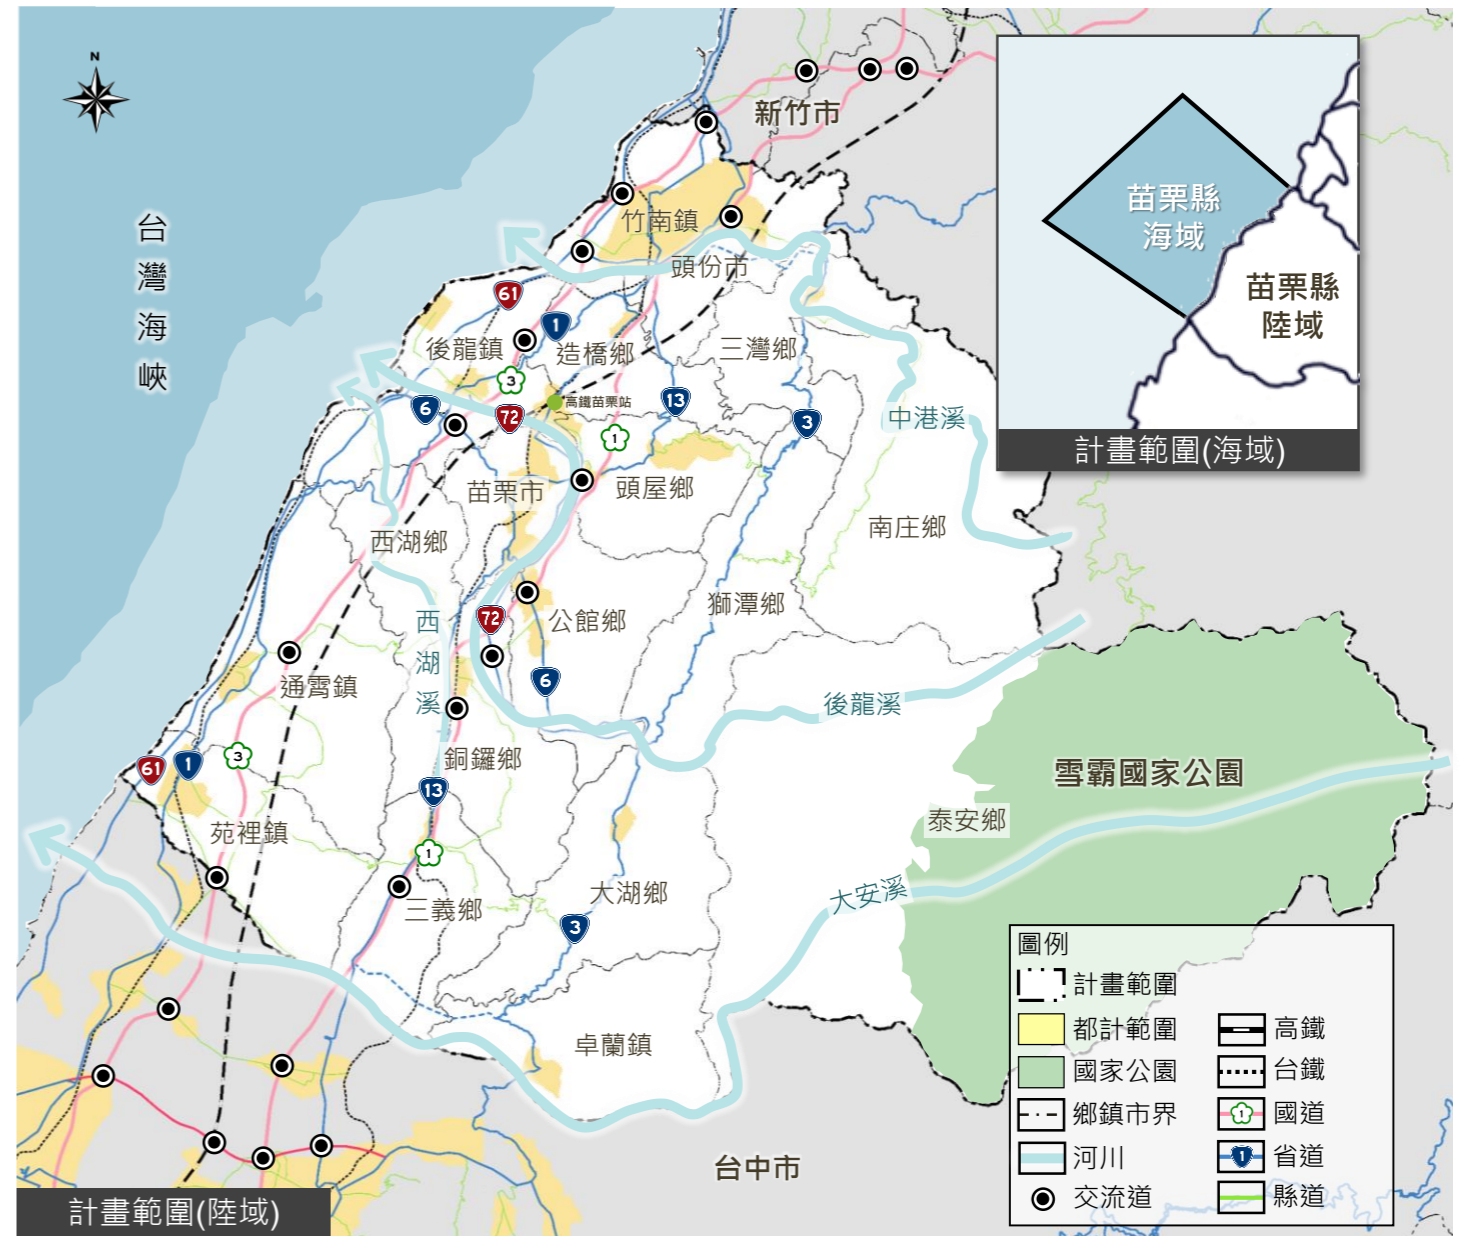 N
新竹市
台灣海峽
竹南鎮
頭份市
61
1
後龍鎮
造橋鄉
三灣鄉
3
高鐵苗栗站
6
72
13
1
3
中港溪
苗栗市
頭屋鄉
西湖鄉
南庄鄉
獅潭鄉
西湖溪
72
公館鄉
6
通霄鎮
後龍溪
61
1
3
銅鑼鄉
13
雪霸國家公園
泰安鄉
苑裡鎮
1
大安溪
三義鄉
大湖鄉
3
卓蘭鎮
台中市
計畫範圍(陸域)
苗栗縣
海域
苗栗縣
陸域
計畫範圍(海域)
圖例
計畫範圍
都計範圍
高鐵
國家公園
台鐵
鄉鎮市界
1
國道
河川
1
省道
交流道
縣道